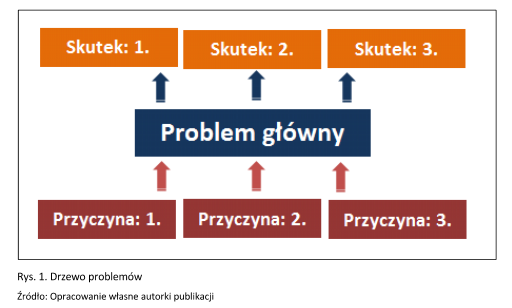 Skutek: 1. Skutek: 2. Skutek: 3.
Problem główny
Przyczyna: 1. Przyczyna: 2. Przyczyna: 3.
Rys. 1. Drzewo problemów
Źródło: Opracowanie własne autorki publikacji